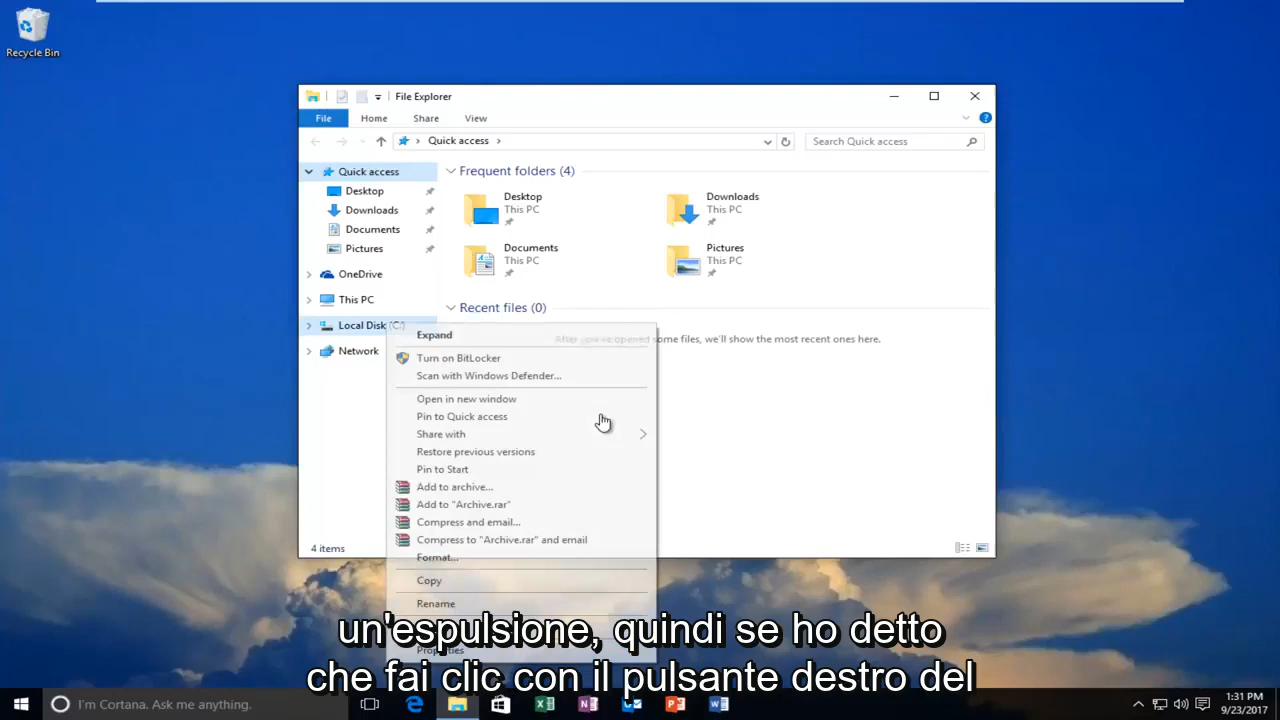 Recycle Bin
File Explorer
File Home Share View
Quick access
Search Quick access
Quick access
Desktop
Downloads
Documents
Pictures
OneDrive
This PC
Local Disk (C:)
Network
Frequent folders (4)
Desktop
This PC
Downloads
This PC
Documents
This PC
Pictures
This PC
Recent files (0)
After you've opened some files, we'll show the most recent ones here.
Expand
Turn on BitLocker
Scan with Windows Defender...
Open in new window
Pin to Quick access
Share with
Restore previous versions
Pin to Start
Add to archive...
Add to "Archive.rar"
Compress and email...
Compress to "Archive.rar" and email
Format...
Copy
Rename
Properties
4 items
un'espulsione, quindi se ho detto
che fai clic con il pulsante destro del
I'm Cortana. Ask me anything.
1:31 PM
9/23/2017